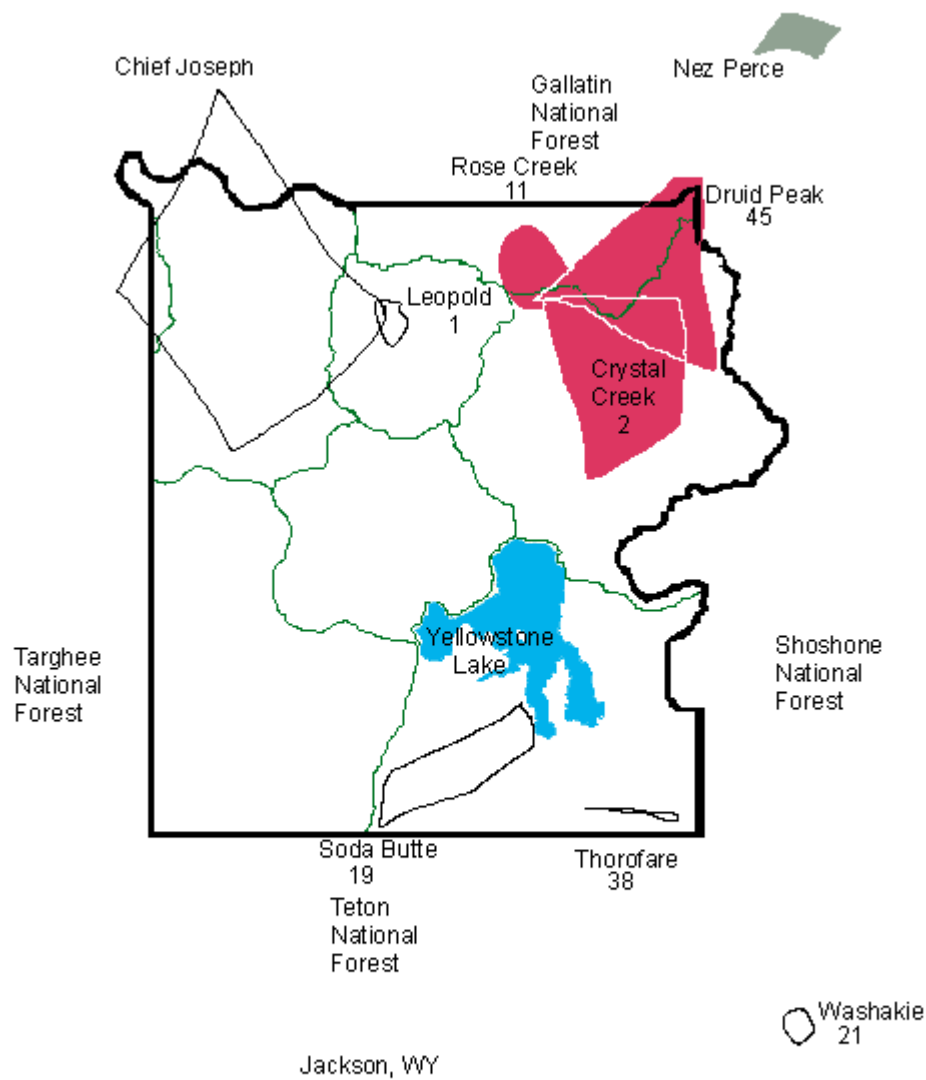 Chief Joseph
Nez Perce
Gallatin
National
Forest
Rose Creek
11
Druid Peak
45
Leopold
1
Crystal
Creek
2
Yellowstone
Lake
Targhee
National
Forest
Shoshone
National
Forest
Soda Butte
19
Thorofare
38
Teton
National
Forest
Washakie
21
Jackson, WY